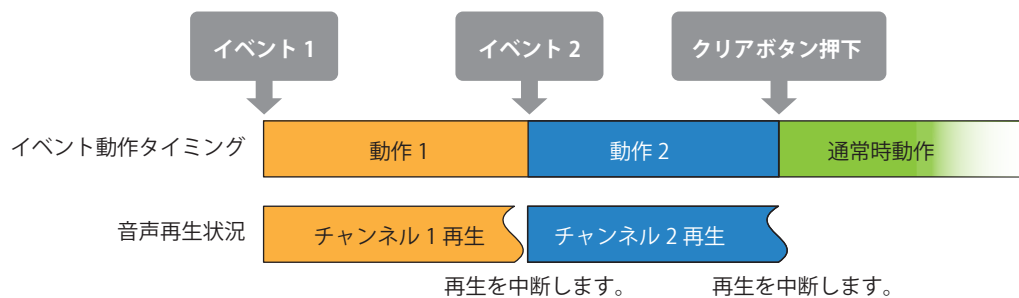 イベント 1
イベント 2
クリアボタン押下
イベント動作タイミング
動作 1
動作 2
通常時動作
音声再生状況
チャンネル 1 再生
チャンネル 2 再生
再生を中断します。
再生を中断します。